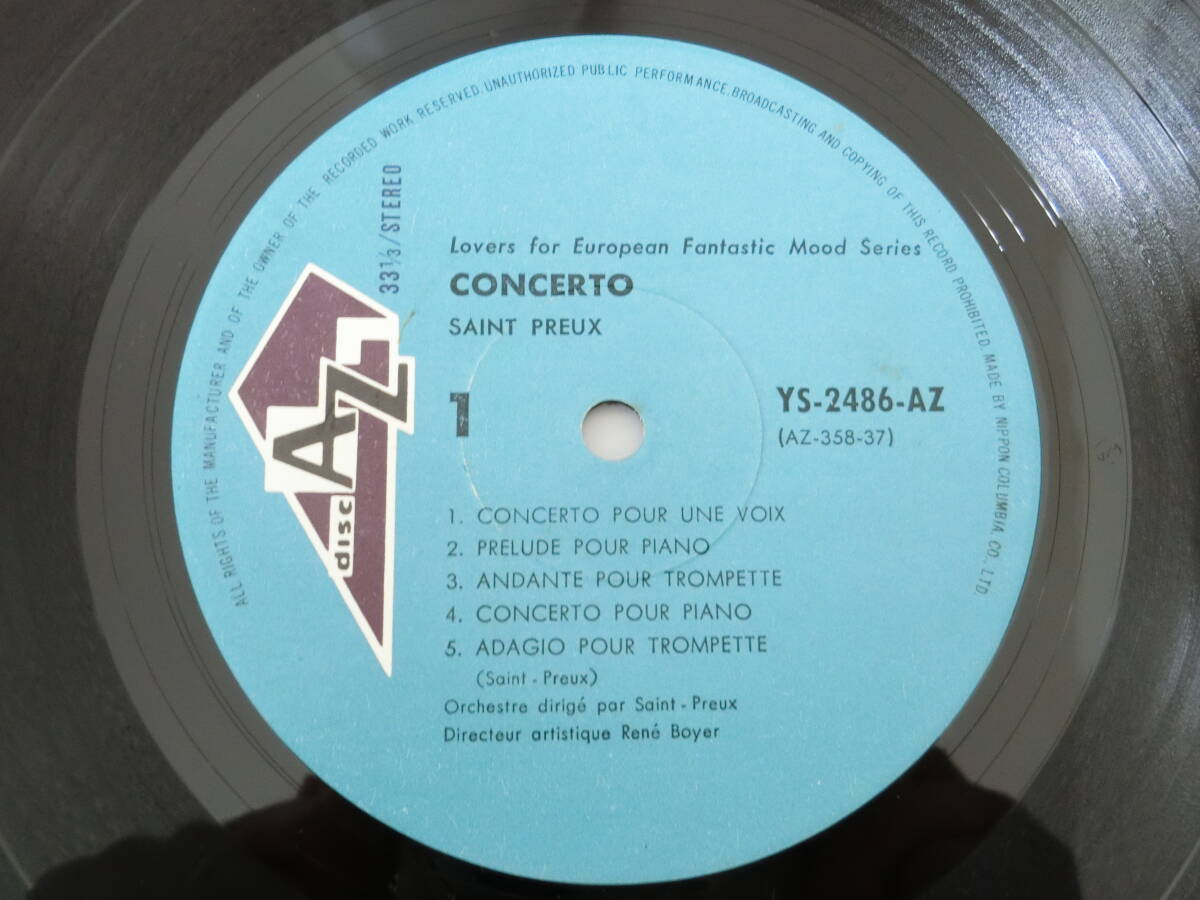 ALL RIGHTS OF THE MANUFACTURER AND OF THE OWNER OF THE RECORDED WORK RESERVED. UNAUTHORIZED PUBLIC PERFORMANCE. BROADCASTING AND COPYING OF THIS RECORD PROHIBITED. MADE BY NIPPON COLUMBIA CO., LTD.
33 1/3/STEREO
Lovers for European Fantastic Mood Series
CONCERTO
SAINT PREUX
disc AZ
1
YS-2486-AZ
(AZ-358-37)
1. CONCERTO POUR UNE VOIX
2. PRELUDE POUR PIANO
3. ANDANTE POUR TROMPETTE
4. CONCERTO POUR PIANO
5. ADAGIO POUR TROMPETTE
(Saint - Preux)
Orchestre dirigé par Saint - Preux
Directeur artistique René Boyer